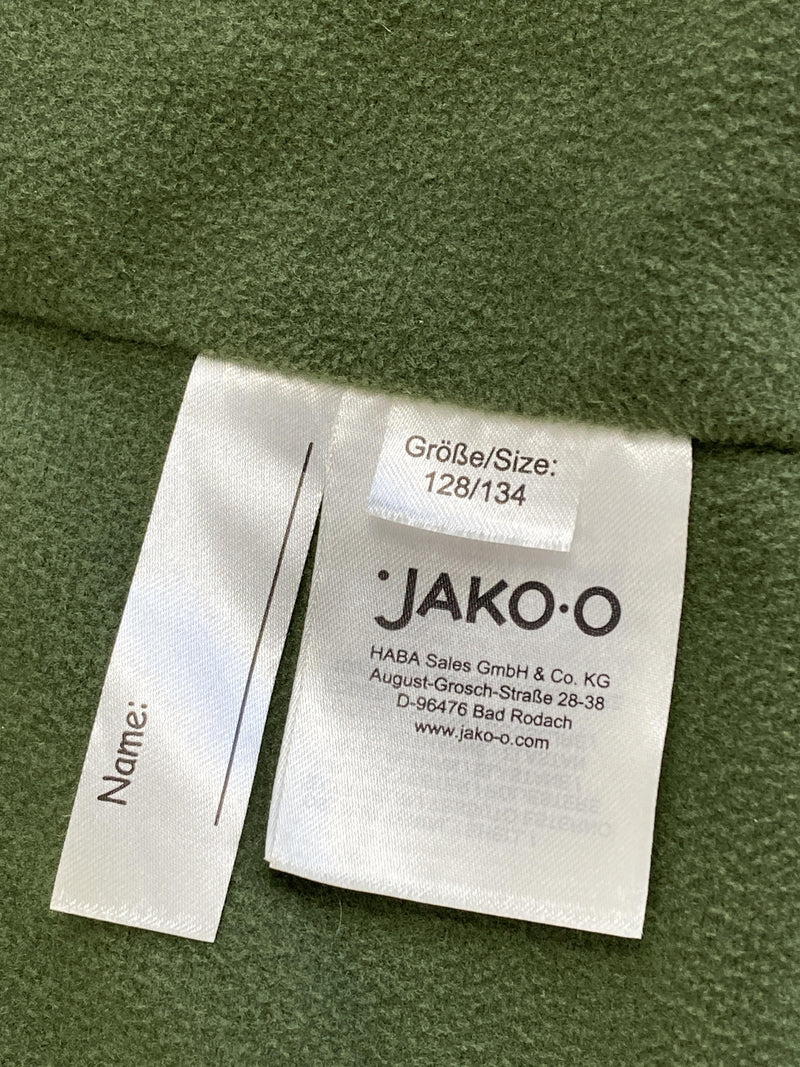 Name:
Größe/Size:
128/134
JAKO-O
HABA Sales GmbH & Co. KG
August-Grosch-Straße 28-38
D-96476 Bad Rodach
www.jako-o.com